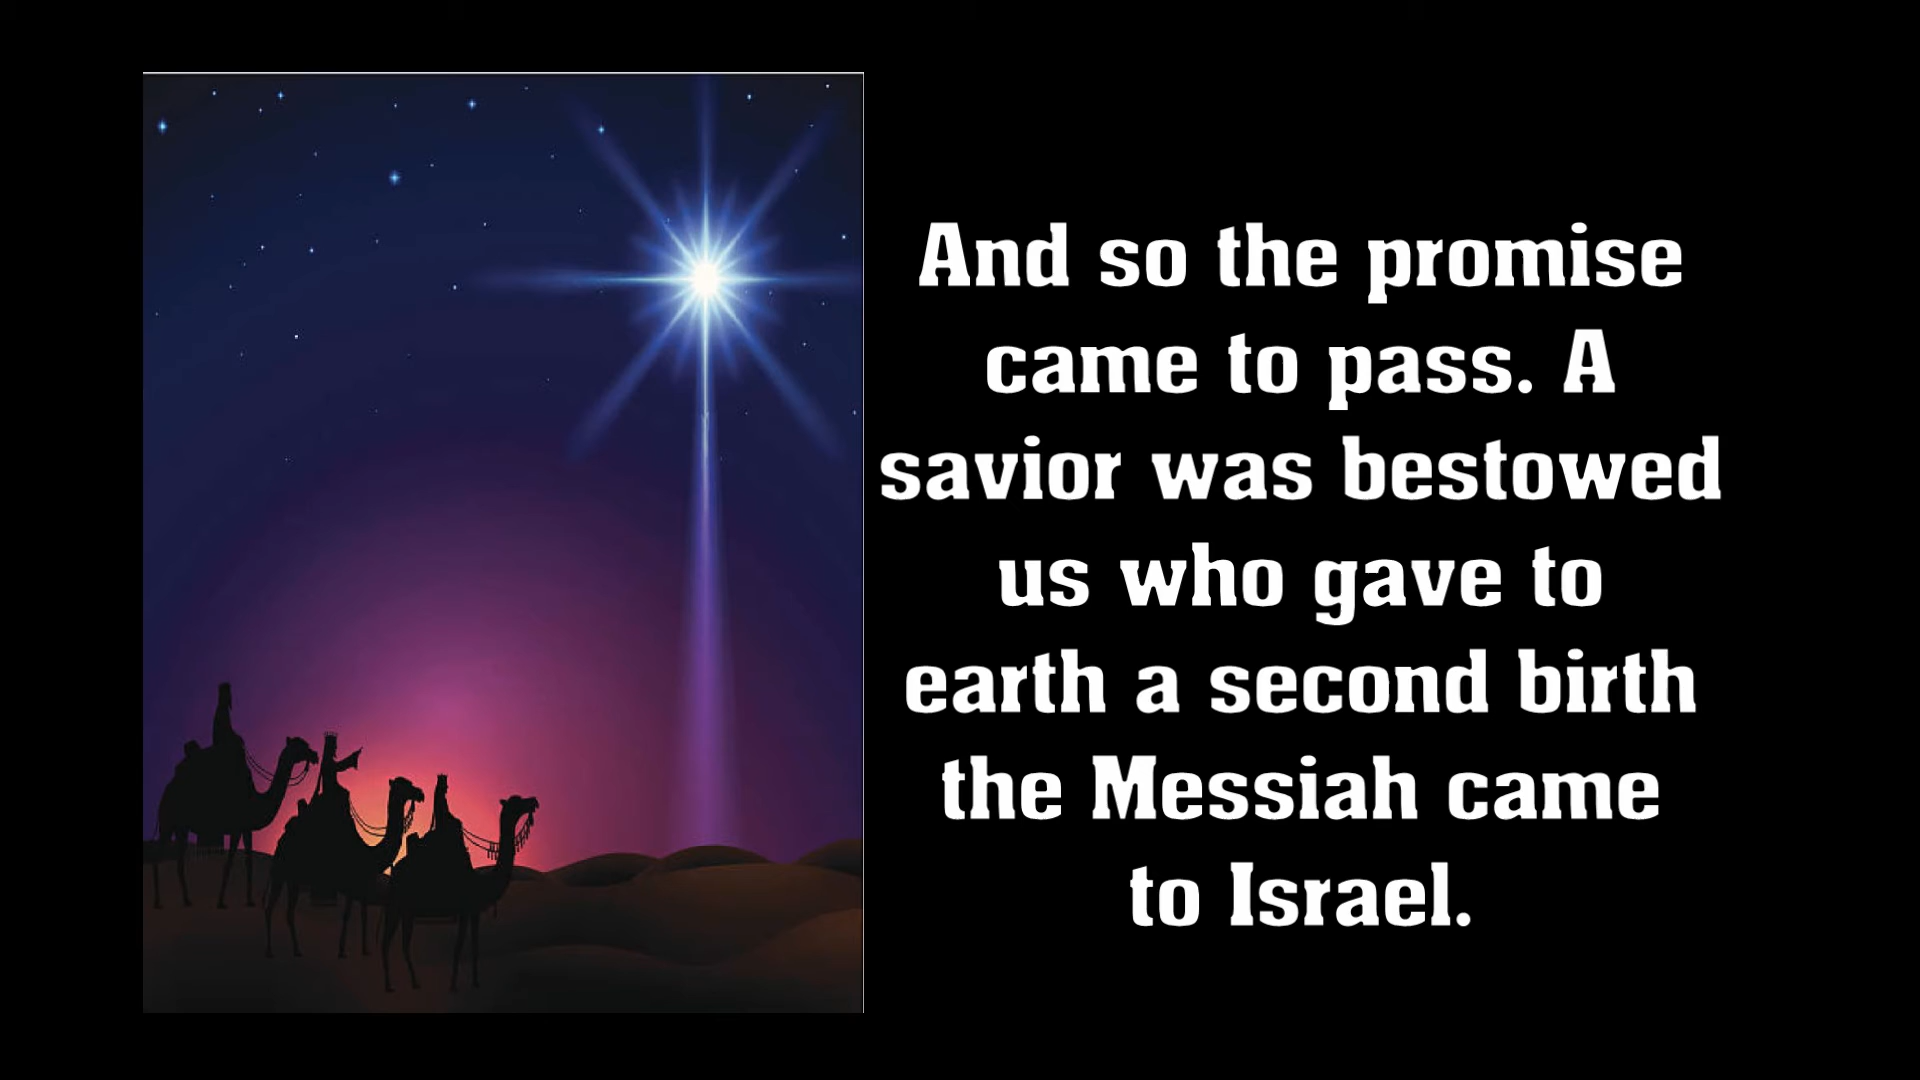 And so the promise
came to pass. A
savior was bestowed
us who gave to
earth a second birth
the Messiah came
to Israel.